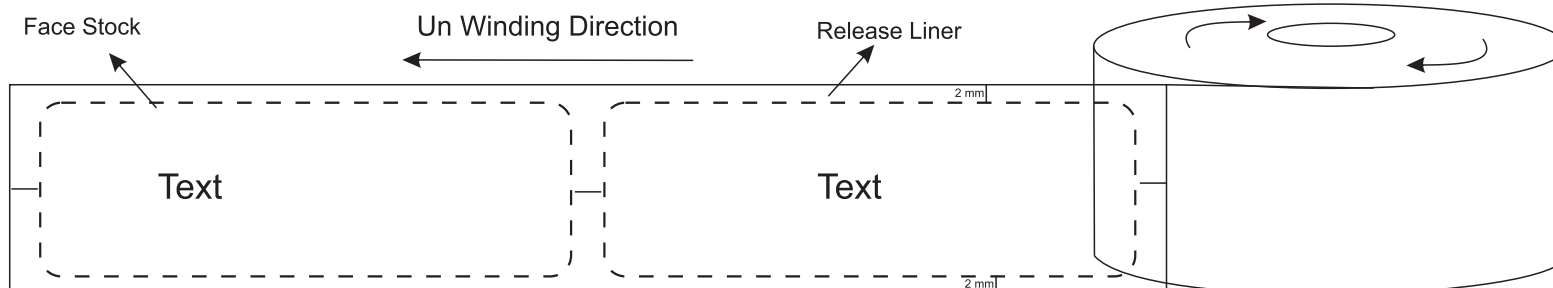 Face Stock
Un Winding Direction
Release Liner
2 mm
Text
Text
2 mm